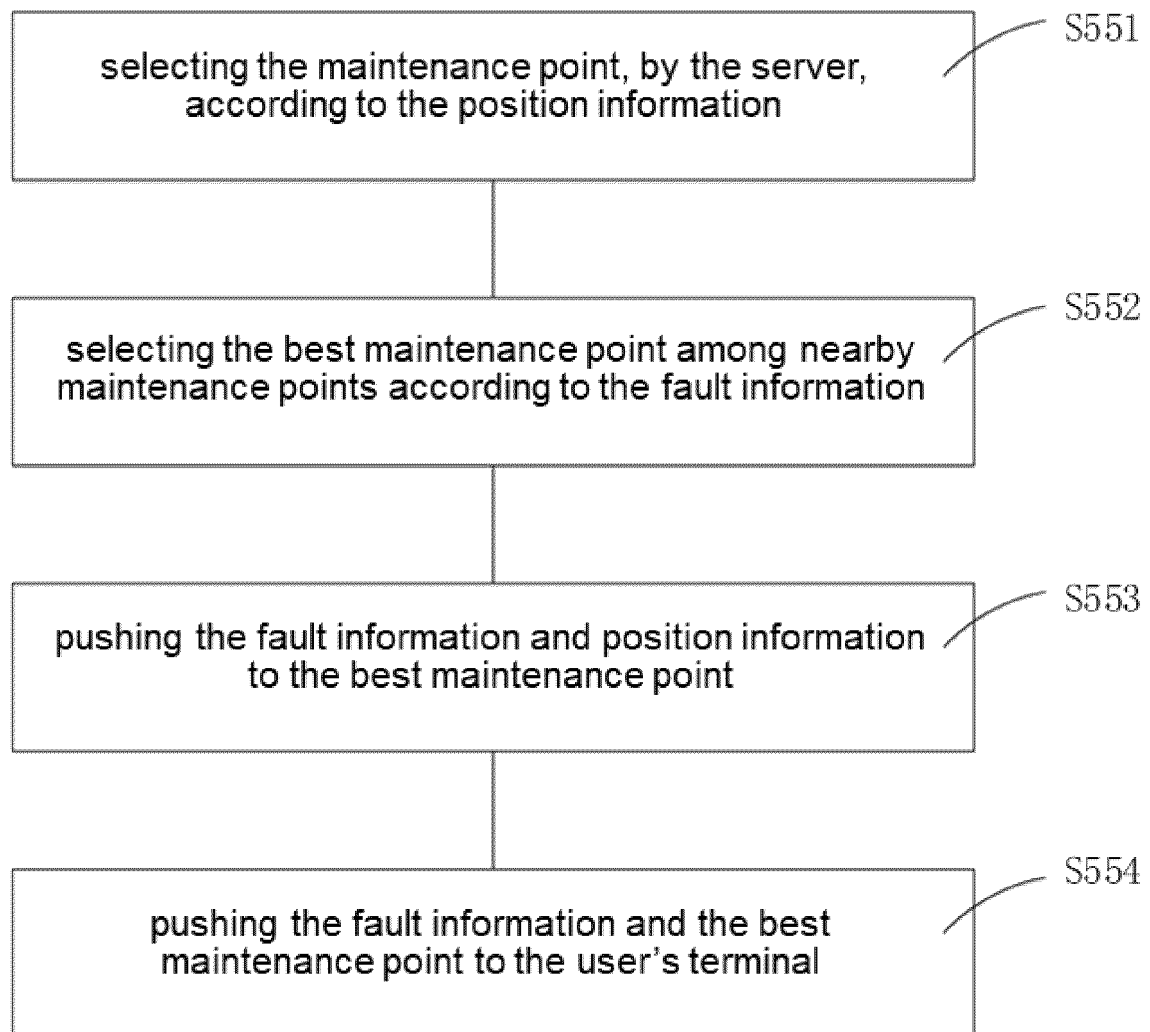 S551
selecting the maintenance point, by the server,
according to the position information
S552
selecting the best maintenance point among nearby
maintenance points according to the fault information
S553
pushing the fault information and position information
to the best maintenance point
S554
pushing the fault information and the best
maintenance point to the user’s terminal